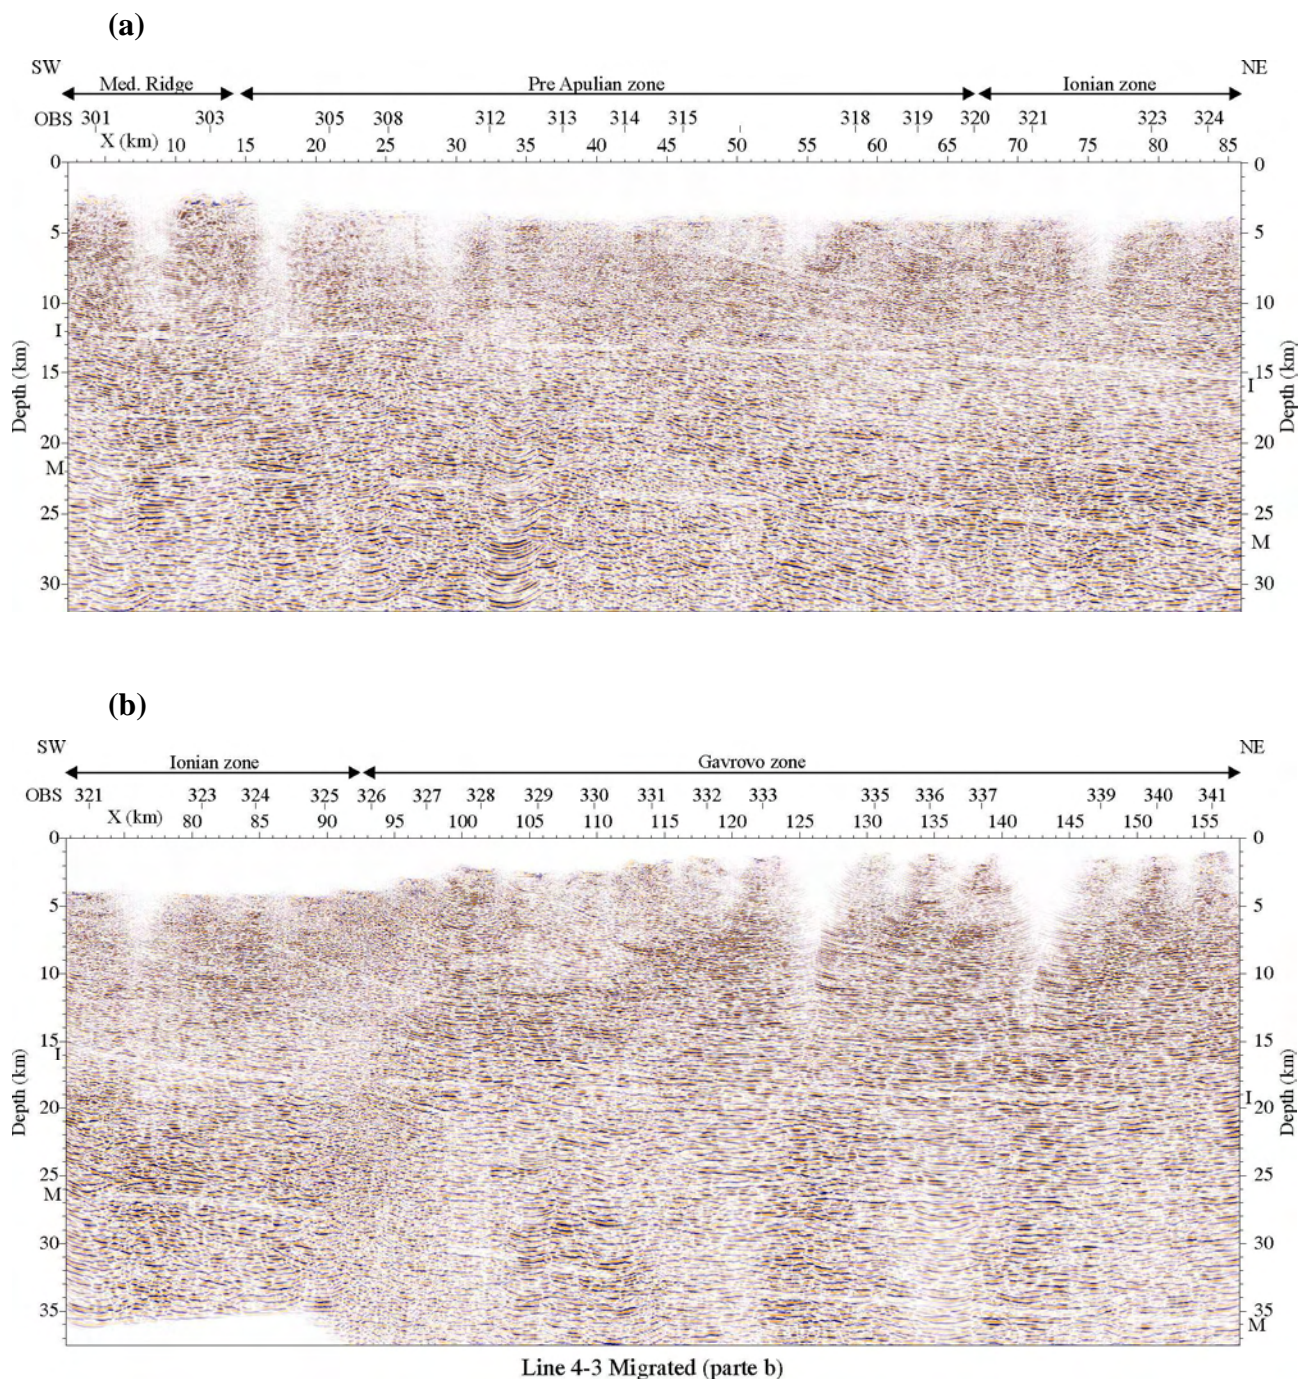 (a)
SW NE
Med. Ridge Pre Apulian zone Ionian zone
OBS 301 303 305 308 312 313 314 315 318 319 320 321 323 324
X (km) 10 15 20 25 30 35 40 45 50 55 60 65 70 75 80 85
0 0
5 5
10 10
I
15 15
I
20 20
M
25 25
M
30 30
Depth (km) Depth (km)
(b)
SW NE
Ionian zone Gavrovo zone
OBS 321 323 324 325 326 327 328 329 330 331 332 333 335 336 337 339 340 341
X (km) 80 85 90 95 100 105 110 115 120 125 130 135 140 145 150 155
0 0
5 5
10 10
15 15
I
I
20 20
25 25
M
30 30
35 35
M
Depth (km) Depth (km)
Line 4-3 Migrated (parte b)